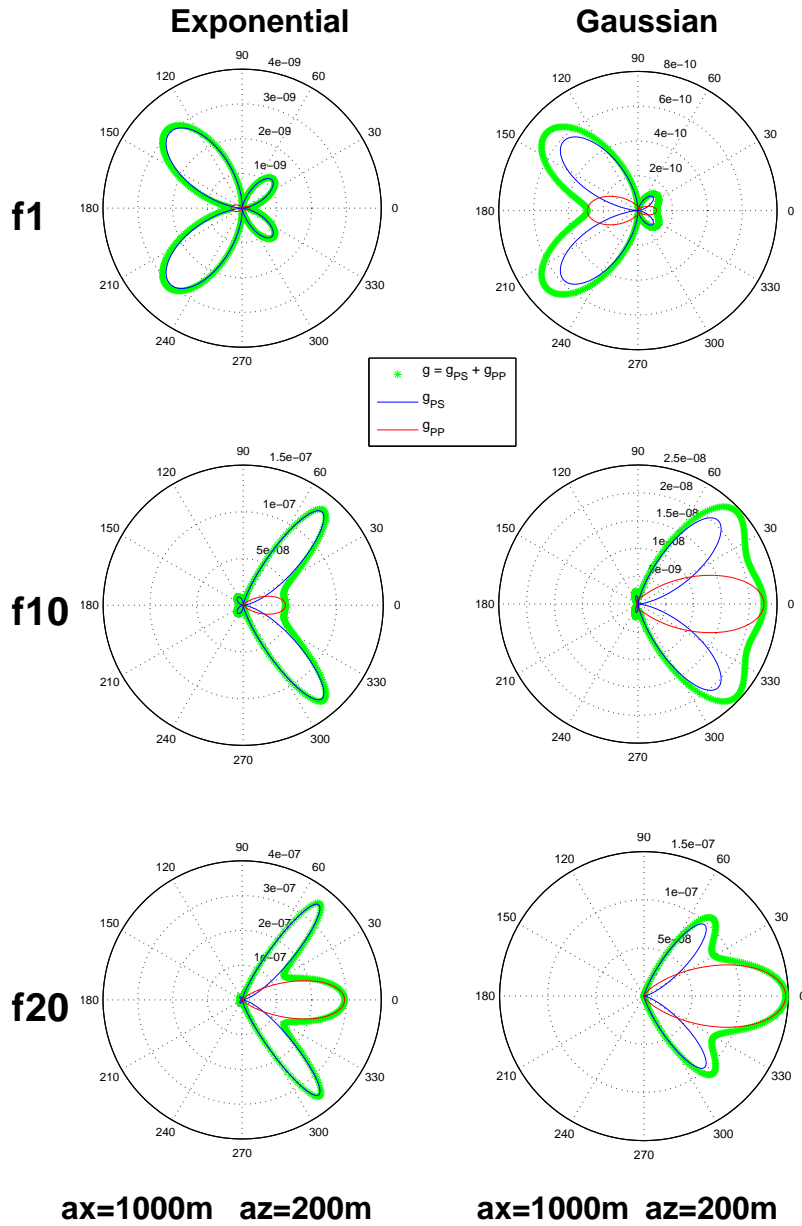 Exponential Gaussian
90
4e−09
60
120
3e−09
2e−09
150
30
1e−09
f1
180
0
210
330
240
300
270
90
8e−10
60
120
6e−10
4e−10
150
30
2e−10
180
0
210
330
240
300
270
g = gPS + gPP
gPS
gPP
90
1.5e−07
60
120
1e−07
150
30
5e−08
f10
180
0
210
330
240
300
270
90
2.5e−08
60
120
2e−08
1.5e−08
150
30
1e−08
180
0
210
330
240
300
270
90
4e−07
60
120
3e−07
2e−07
150
30
1e−07
f20
180
0
210
330
240
300
270
90
1.5e−07
60
120
1e−07
150
30
5e−08
180
0
210
330
240
300
270
ax=1000m az=200m ax=1000m az=200m